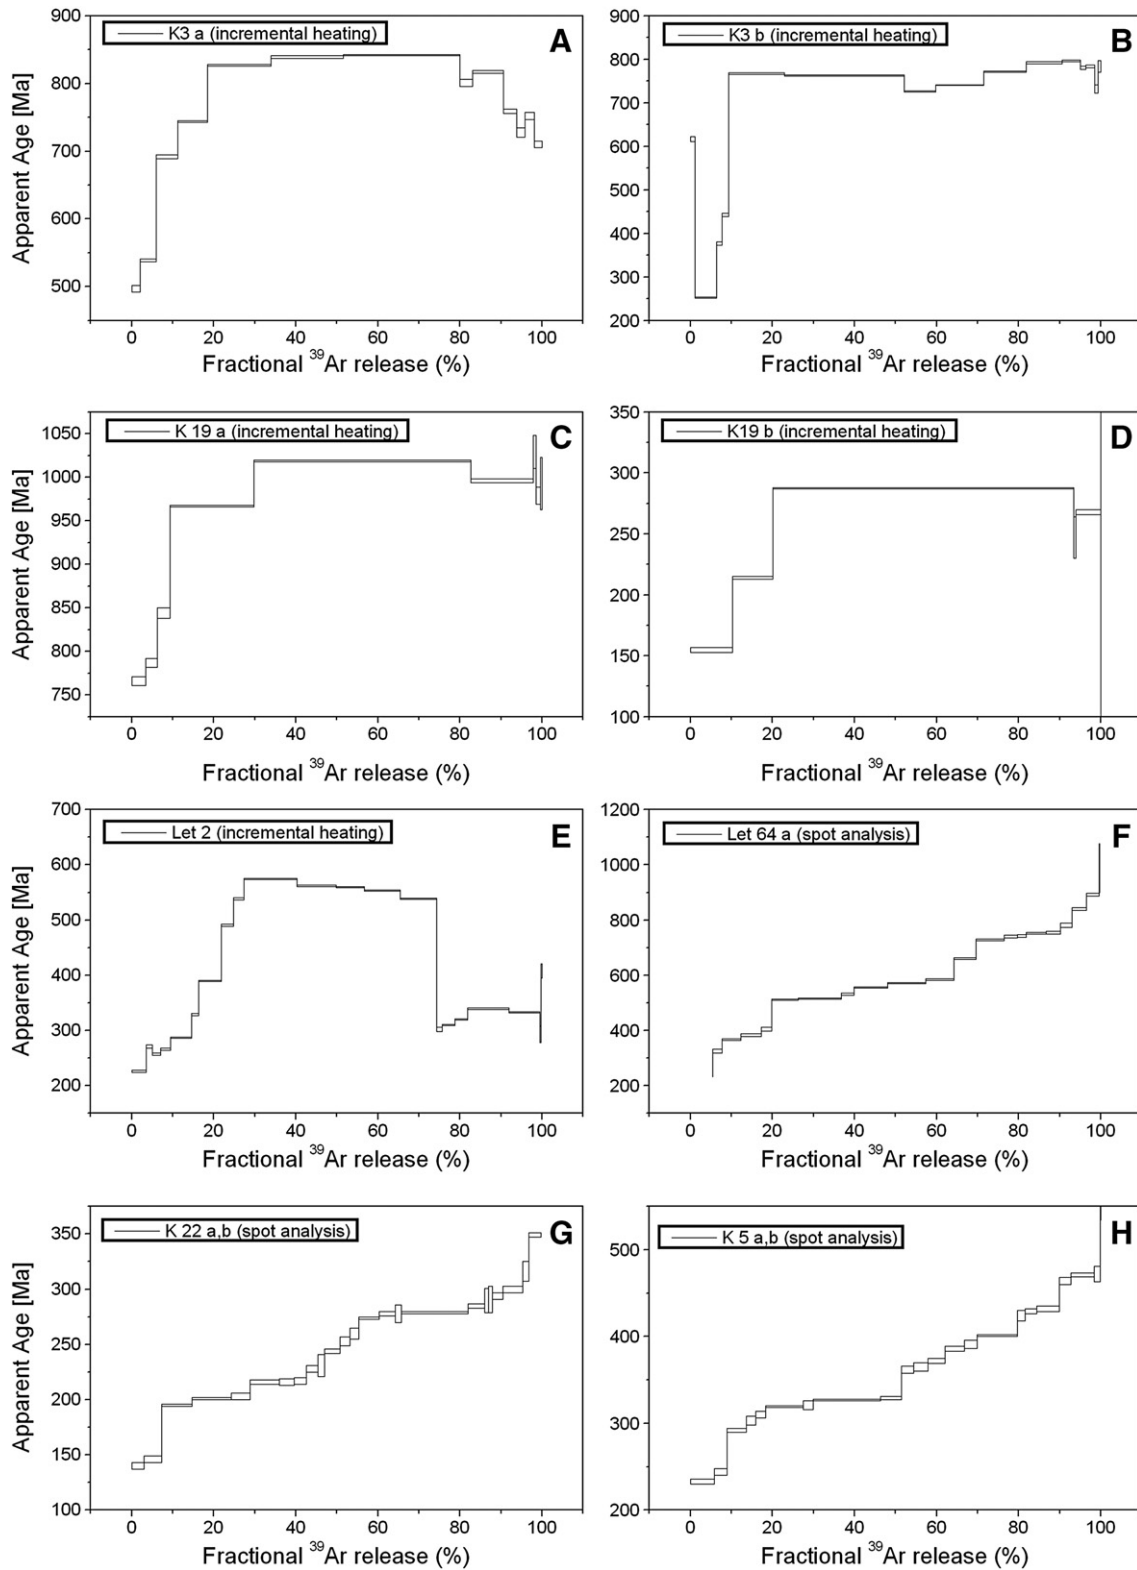 K3 a (incremental heating)
A
900
800
700
600
500
Apparent Age [Ma]
0 20 40 60 80 100
Fractional ³⁹Ar release (%)
K3 b (incremental heating)
B
900
800
700
600
500
400
300
200
0 20 40 60 80 100
Fractional ³⁹Ar release (%)
K 19 a (incremental heating)
C
1050
1000
950
900
850
800
750
Apparent Age [Ma]
0 20 40 60 80 100
Fractional ³⁹Ar release (%)
K19 b (incremental heating)
D
350
300
250
200
150
100
0 20 40 60 80 100
Fractional ³⁹Ar release (%)
Let 2 (incremental heating)
E
700
600
500
400
300
200
Apparent Age [Ma]
0 20 40 60 80 100
Fractional ³⁹Ar release (%)
Let 64 a (spot analysis)
F
1200
1000
800
600
400
200
0 20 40 60 80 100
Fractional ³⁹Ar release (%)
K 22 a,b (spot analysis)
G
350
300
250
200
150
100
Apparent Age [Ma]
0 20 40 60 80 100
Fractional ³⁹Ar release (%)
K 5 a,b (spot analysis)
H
500
400
300
200
0 20 40 60 80 100
Fractional ³⁹Ar release (%)